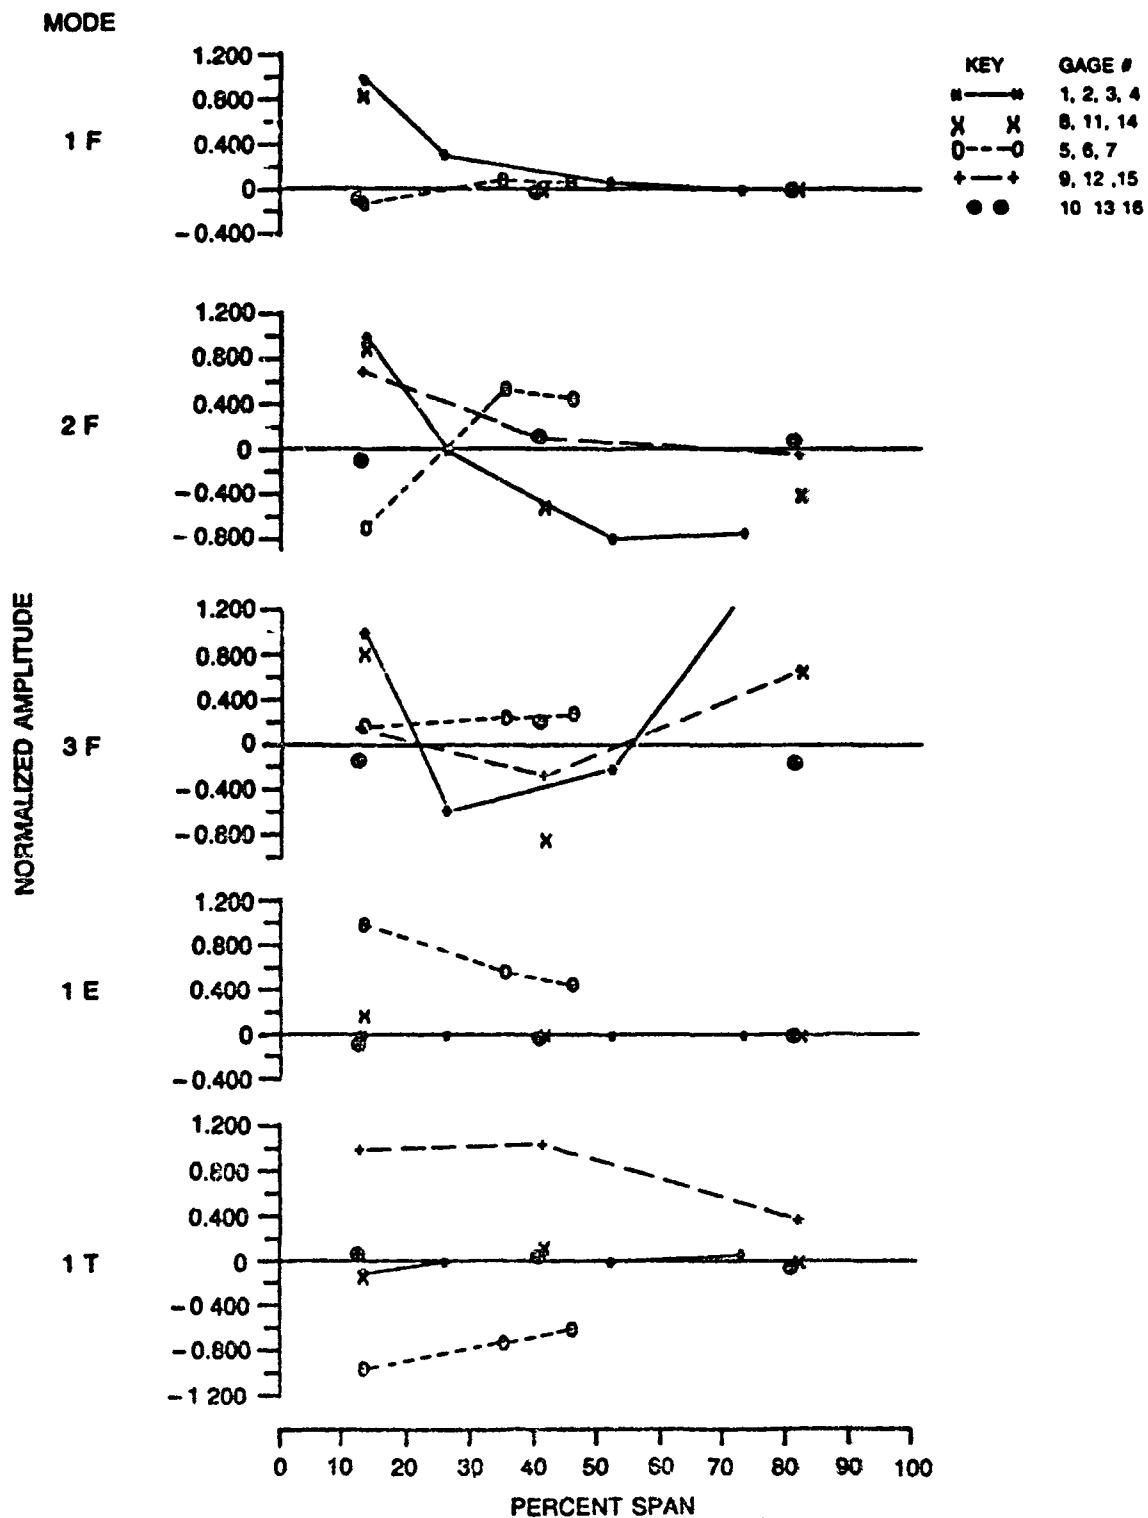 MODE
KEY GAGE #
1, 2, 3, 4
8, 11, 14
5, 6, 7
9, 12 ,15
10 13 16
NORMALIZED AMPLITUDE
1 F
1.200
0.800
0.400
0
-0.400
2 F
1.200
0.800
0.400
0
-0.400
-0.800
3 F
1.200
0.800
0.400
0
-0.400
-0.800
1 E
1.200
0.800
0.400
0
-0.400
1 T
1.200
0.800
0.400
0
-0 400
-0.800
-1 200
0 10 20 30 40 50 60 70 80 90 100
PERCENT SPAN